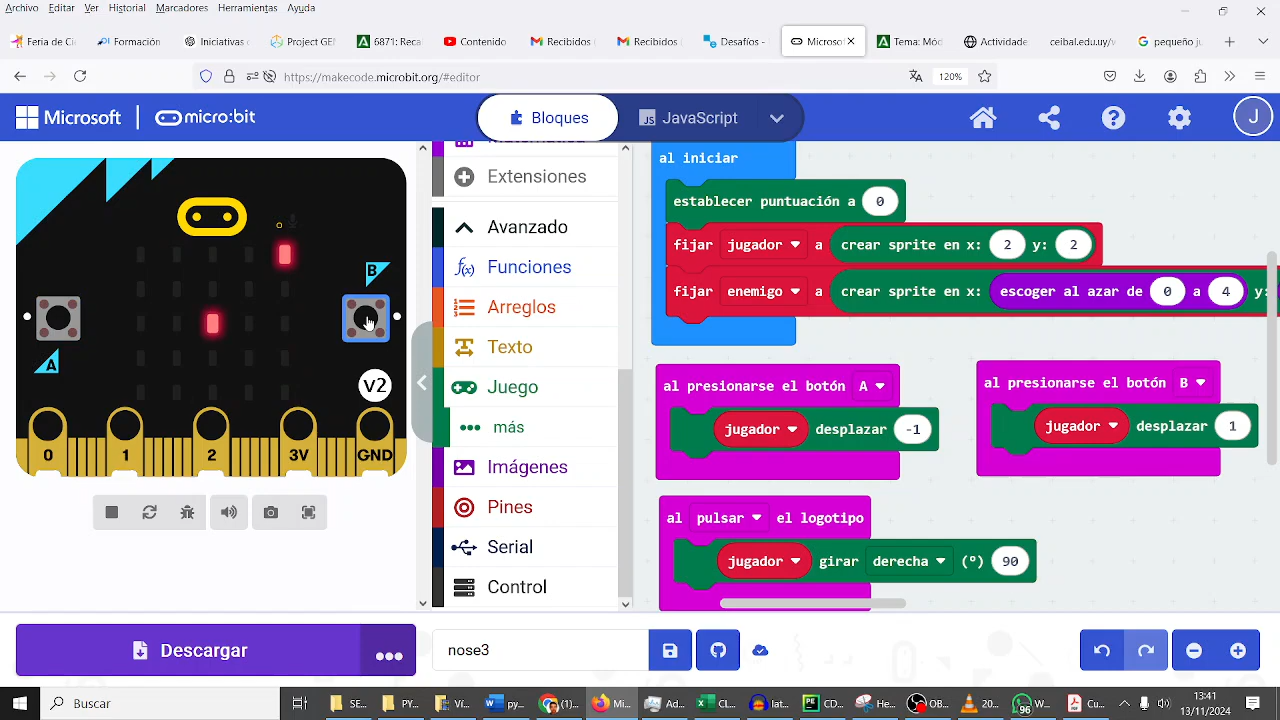 Archivo Editar Ver Historial Marcadores Herramientas Ayuda
Feria de Ci
Formació
Iniciativas
Project GEN
6871: Reca
Contenido
Recibidos
Recibidos
Desafíos –
Microsof
Tema: Mód
Actividade
ceibal.edu.uy/
pequeño ju
https://makecode.microbit.org/#editor
120%
Microsoft
micro:bit
Bloques
JavaScript
J
Extensiones
Avanzado
Funciones
Arreglos
Texto
Juego
más
Imágenes
Pines
Serial
Control
B
A
V2
0 1 2 3V GND
al iniciar
establecer puntuación a 0
fijar jugador a crear sprite en x: 2 y: 2
fijar enemigo a crear sprite en x: escoger al azar de 0 a 4 y:
al presionarse el botón A
jugador desplazar -1
al presionarse el botón B
jugador desplazar 1
al pulsar el logotipo
jugador girar derecha (º) 90
Descargar
nose3
Buscar
13:41
13/11/2024